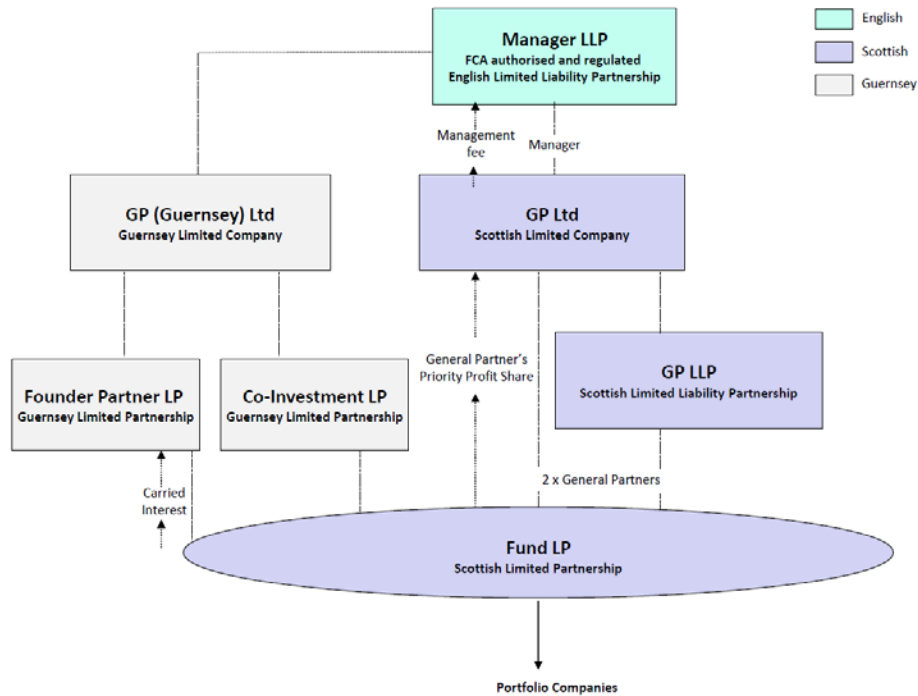 Manager LLP
FCA authorised and regulated
English Limited Liability Partnership
English
Scottish
Guernsey
Management
fee
Manager
GP (Guernsey) Ltd
Guernsey Limited Company
GP Ltd
Scottish Limited Company
General Partner's
Priority Profit Share
Founder Partner LP
Guernsey Limited Partnership
Co-Investment LP
Guernsey Limited Partnership
GP LLP
Scottish Limited Liability Partnership
Carried
Interest
2 x General Partners
Fund LP
Scottish Limited Partnership
Portfolio Companies